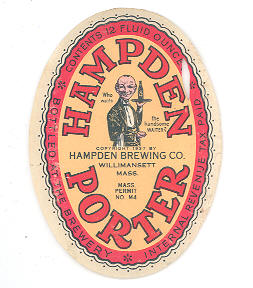 CONTENTS 12 FLUID OUNCES
HAMPDEN
Who
waits
The
handsome
WAITER?
COPYRIGHT 1937 BY
HAMPDEN BREWING CO.
WILLIMANSETT
MASS.
MASS.
PERMIT
NO. M4
PORTER
BOTTLED AT THE BREWERY
INTERNAL REVENUE TAX PAID